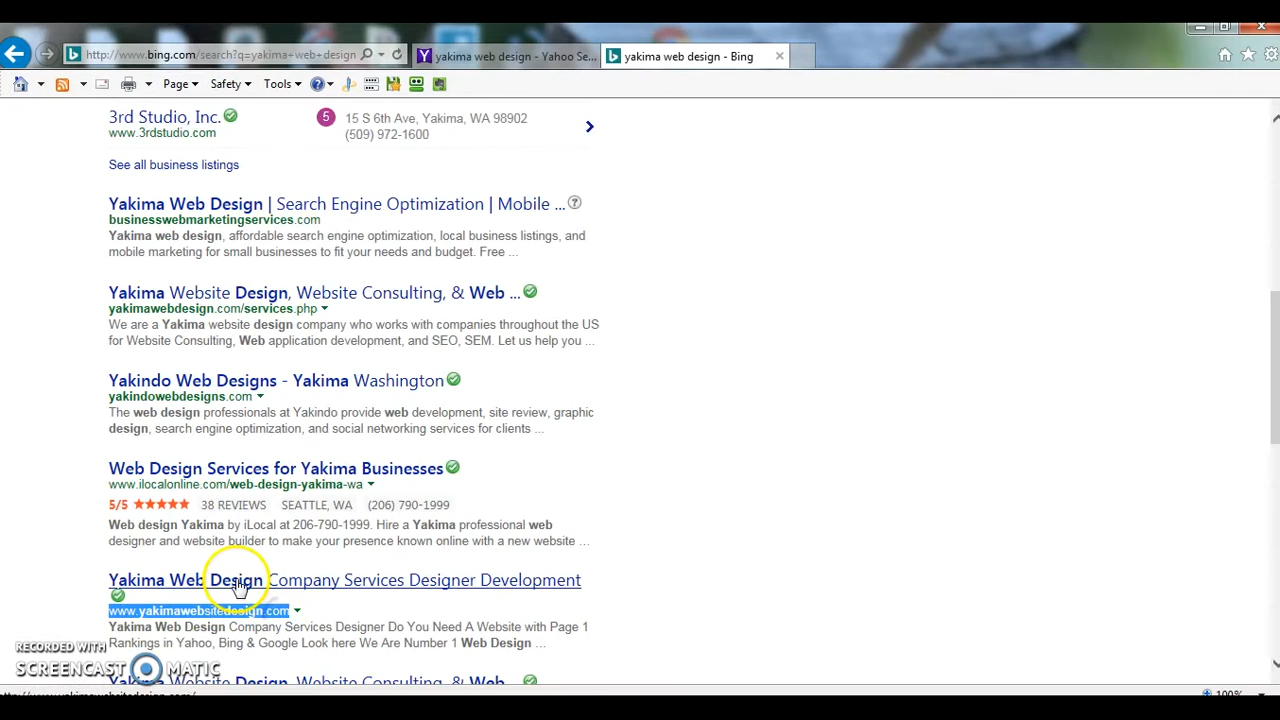 http://www.bing.com/search?q=yakima+web+design
yakima web design - Yahoo Se...
yakima web design - Bing
Page
Safety
Tools
3rd Studio, Inc.
www.3rdstudio.com
5
15 S 6th Ave, Yakima, WA 98902
(509) 972-1600
See all business listings
Yakima Web Design | Search Engine Optimization | Mobile ...
businesswebmarketingservices.com
Yakima web design, affordable search engine optimization, local business listings, and
mobile marketing for small businesses to fit your needs and budget. Free ...
Yakima Website Design, Website Consulting, & Web ...
yakimawebdesign.com/services.php
We are a Yakima website design company who works with companies throughout the US
for Website Consulting, Web application development, and SEO, SEM. Let us help you ...
Yakindo Web Designs - Yakima Washington
yakindowebdesigns.com
The web design professionals at Yakindo provide web development, site review, graphic
design, search engine optimization, and social networking services for clients ...
Web Design Services for Yakima Businesses
www.ilocalonline.com/web-design-yakima-wa
5/5 38 REVIEWS SEATTLE, WA (206) 790-1999
Web design Yakima by iLocal at 206-790-1999. Hire a Yakima professional web
designer and website builder to make your presence known online with a new website ...
Yakima Web Design Company Services Designer Development
www.yakimawebsitedesign.com
Yakima Web Design Company Services Designer Do You Need A Website with Page 1
Rankings in Yahoo, Bing & Google Look here We Are Number 1 Web Design ...
Yakima Website Design, Website Consulting, & Web ...
RECORDED WITH
SCREENCAST MATIC
http://www.yakimawebsitedesign.com/
100%